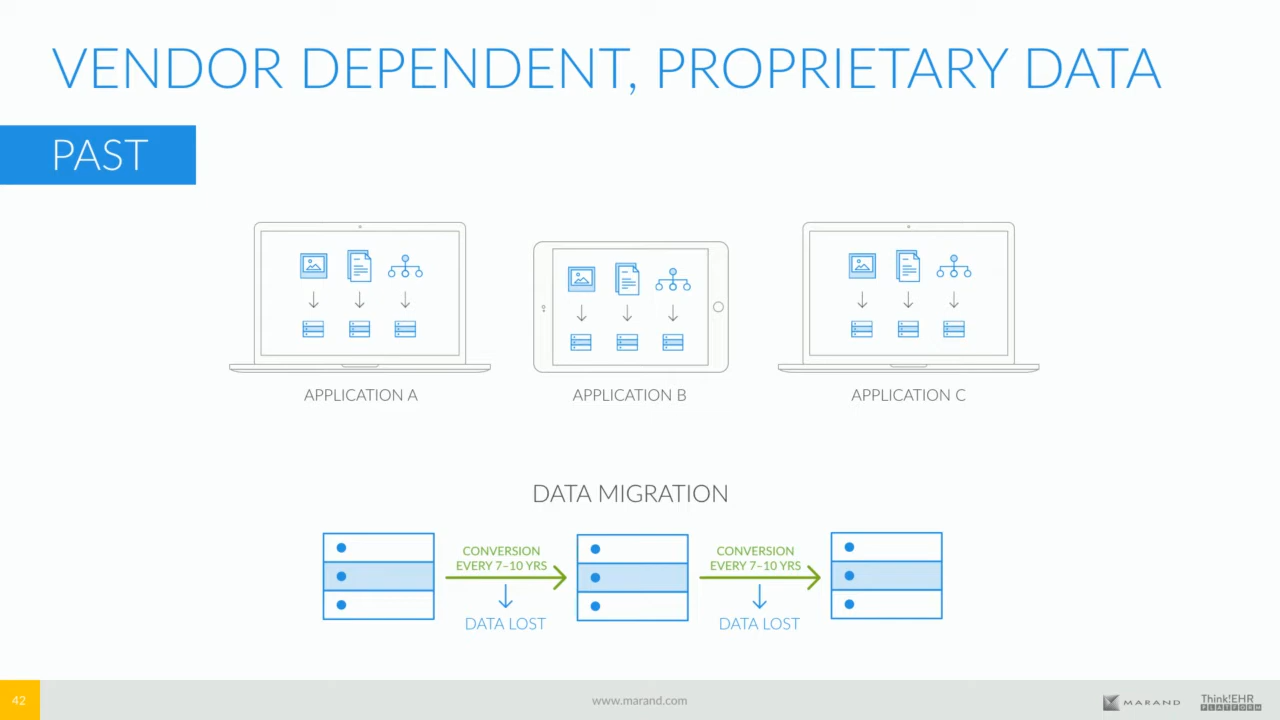 VENDOR DEPENDENT, PROPRIETARY DATA
PAST
APPLICATION A
APPLICATION B
APPLICATION C
DATA MIGRATION
CONVERSION
EVERY 7–10 YRS
DATA LOST
CONVERSION
EVERY 7–10 YRS
DATA LOST
42
www.marand.com
MARAND
Think!EHR
PLATFORM